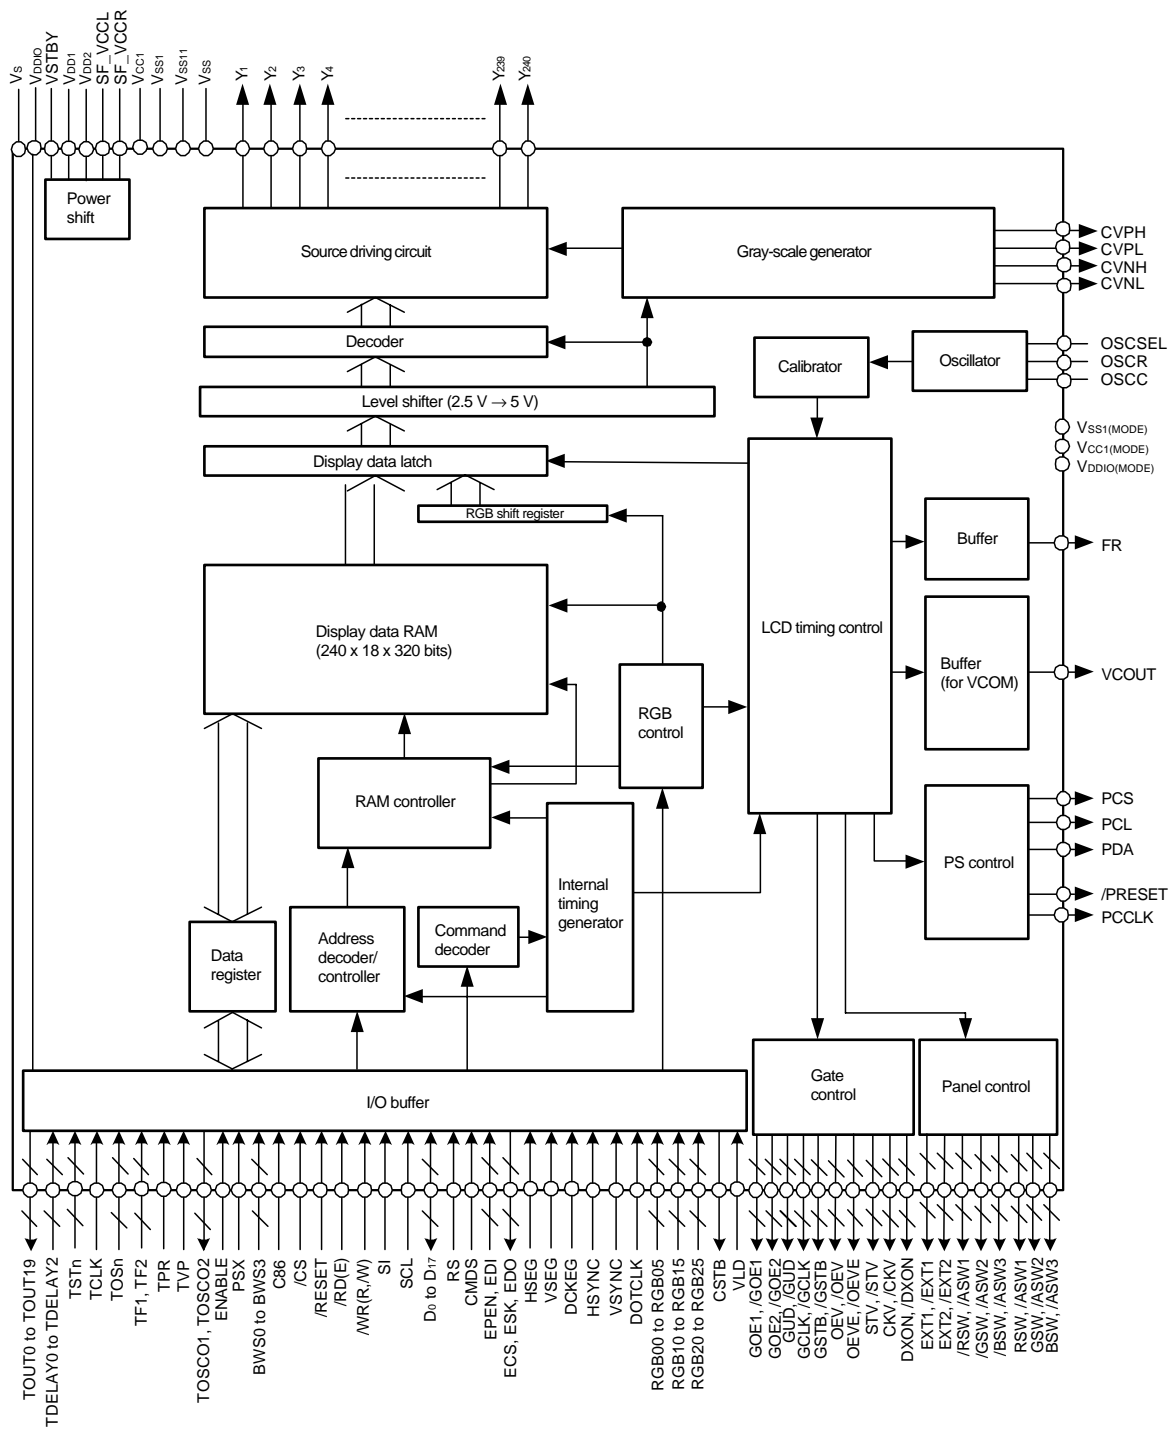 VS
VDDIO
VSTBY
VDD1
VDD2
SF_VCCL
SF_VCCR
VCC1
VSS1
VSS11
VSS
Y1
Y2
Y3
Y4
Y239
Y240
Power
shift
Source driving circuit
Gray-scale generator
CVPH
CVPL
CVNH
CVNL
Decoder
Calibrator
Oscillator
OSCSEL
OSCR
OSCC
Level shifter (2.5 V → 5 V)
VSS1(MODE)
VCC1(MODE)
VDDIO(MODE)
Display data latch
RGB shift register
Buffer
FR
Display data RAM
(240 x 18 x 320 bits)
LCD timing control
Buffer
(for VCOM)
VCOUT
RGB
control
RAM controller
PCS
PCL
PDA
/PRESET
PCCLK
PS control
Internal
timing
generator
Data
register
Address
decoder/
controller
Command
decoder
I/O buffer
Gate
control
Panel control
TOUT0 to TOUT19
TDELAY0 to TDELAY2
TSTn
TCLK
TOSn
TF1, TF2
TPR
TVP
TOSCO1, TOSCO2
ENABLE
PSX
BWS0 to BWS3
C86
/CS
/RESET
/RD(E)
/WR(R,/W)
SI
SCL
D0 to D17
RS
CMDS
EPEN, EDI
ECS, ESK, EDO
HSEG
VSEG
DCKEG
HSYNC
VSYNC
DOTCLK
RGB00 to RGB05
RGB10 to RGB15
RGB20 to RGB25
CSTB
VLD
GOE1, /GOE1
GOE2, /GOE2
GUD, /GUD
GCLK, /GCLK
GSTB, /GSTB
OEV, /OEV
OEVE, /OEVE
STV, /STV
CKV, /CKV
DXON, /DXON
EXT1, /EXT1
EXT2, /EXT2
/RSW, /ASW1
/GSW, /ASW2
/BSW, /ASW3
RSW, ASW1
GSW, ASW2
BSW, ASW3